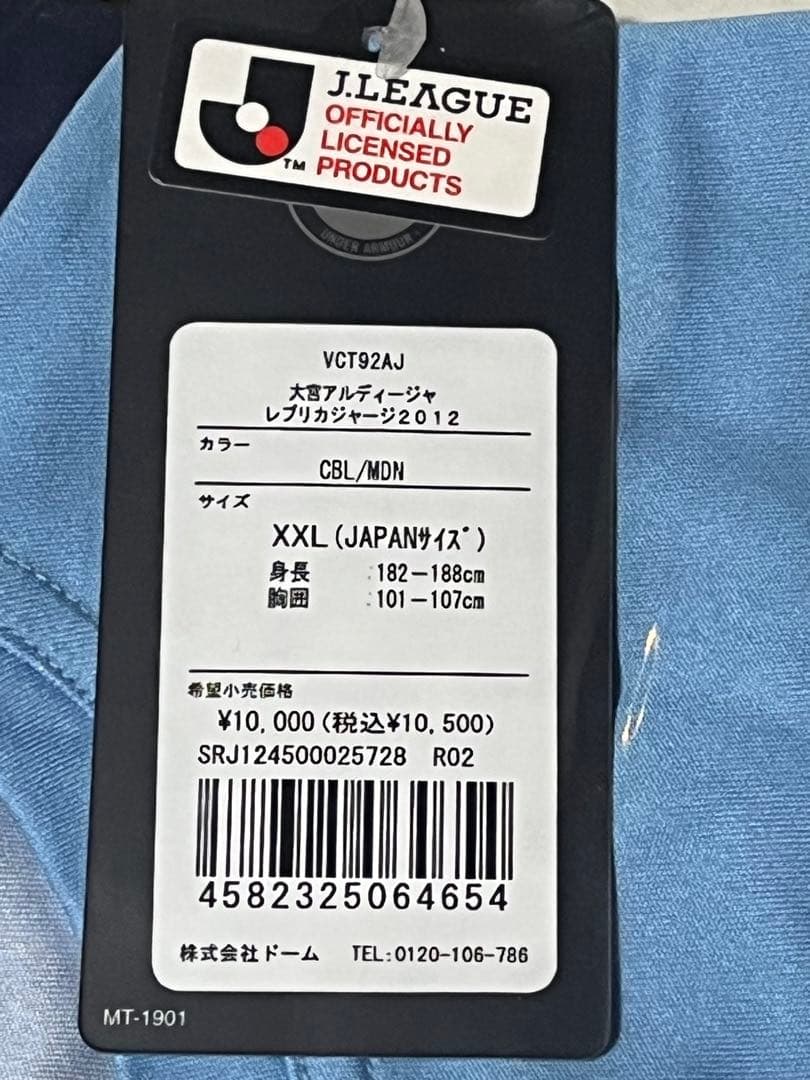 J.LEAGUE
OFFICIALLY
LICENSED
PRODUCTS
TM
UNDER ARMOUR
VCT92AJ
大宮アルディージャ
レプリカジャージ2012
カラー
CBL/MDN
サイズ
XXL(JAPANｻｲｽﾞ)
身長 :182-188cm
胸囲 :101-107cm
希望小売価格
¥10,000(税込¥10,500)
SRJ124500025728 R02
4582325064654
株式会社ドーム TEL:0120-106-786
MT-1901